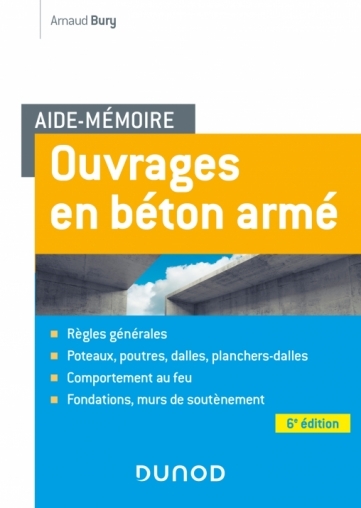 Arnaud Bury
AIDE-MÉMOIRE
Ouvrages
en béton armé
Règles générales
Poteaux, poutres, dalles, planchers-dalles
Comportement au feu
Fondations, murs de soutènement
6e édition
DUNOD